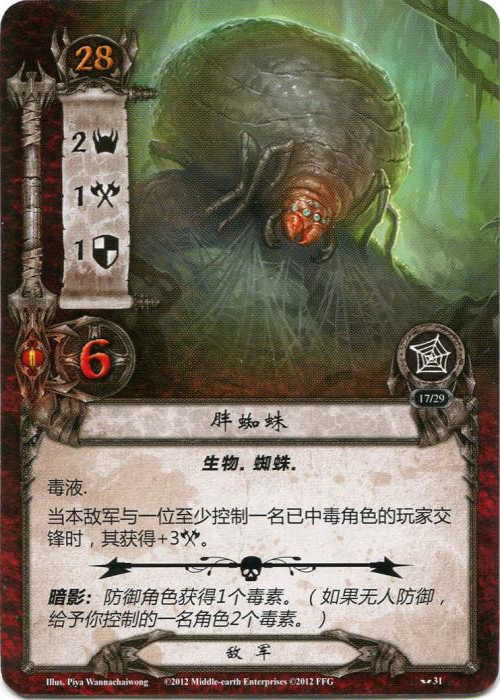 28
2
1
1
6
17/29
胖蜘蛛
生物. 蜘蛛.
毒液.
当本敌军与一位至少控制一名已中毒角色的玩家交
锋时，其获得+3。
暗影：防御角色获得1个毒素。（如果无人防御，
给予你控制的一名角色2个毒素。）
敌军
Illus. Piya Wannachaiwong ©2012 Middle-earth Enterprises ©2012 FFG 31